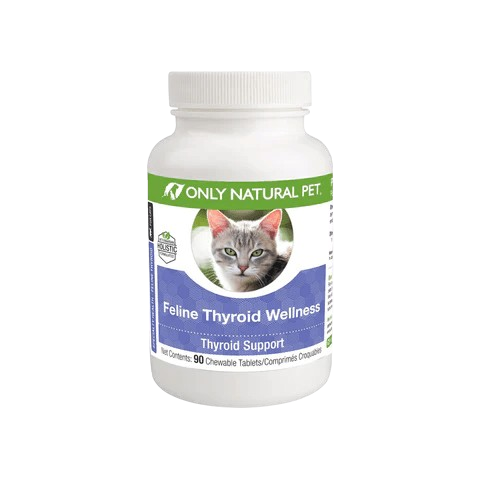 ONLY NATURAL PET.
HOLISTIC
Feline Thyroid Wellness
Thyroid Support
Net Contents: 90 Chewable Tablets/Comprimés Croquables